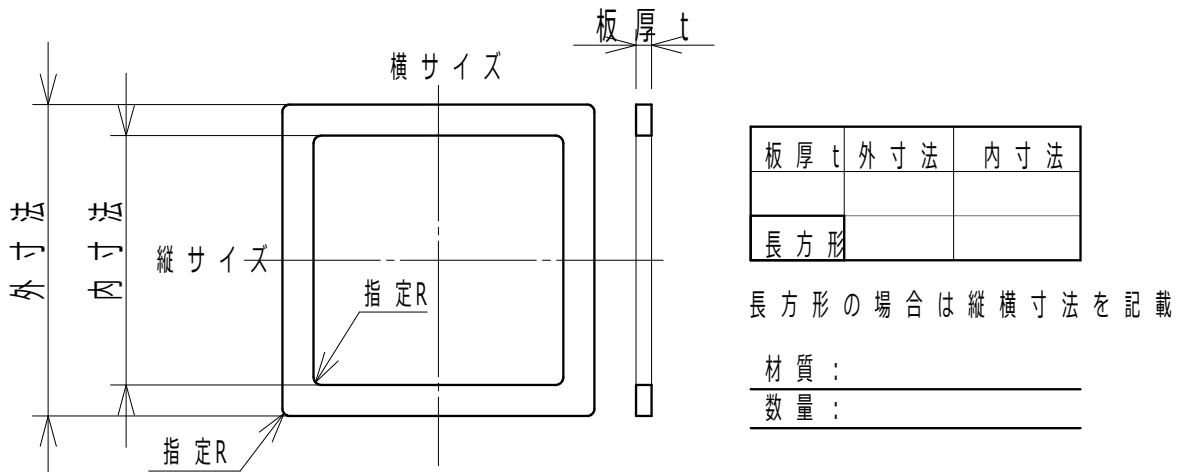 板厚t
横サイズ
外寸法
内寸法
縦サイズ
指定R
指定R
板厚t 外寸法 内寸法
長方形
長方形の場合は縦横寸法を記載
材質:
数量: